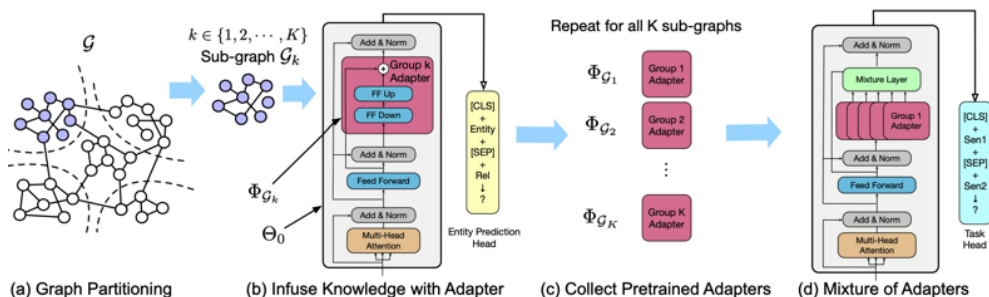 𝒢
k ∈ {1, 2, ⋯, K}
Sub-graph 𝒢ₖ
(a) Graph Partitioning
Add & Norm
Group k
Adapter
FF Up
FF Down
Add & Norm
Feed Forward
Add & Norm
Multi-Head
Attention
Φ𝒢ₖ
Θ₀
[CLS]
+
Entity
+
[SEP]
+
Rel
↓
?
Entity Prediction
Head
(b) Infuse Knowledge with Adapter
Repeat for all K sub-graphs
Φ𝒢₁
Group 1
Adapter
Φ𝒢₂
Group 2
Adapter
⋮
Φ𝒢_K
Group K
Adapter
(c) Collect Pretrained Adapters
Add & Norm
Mixture Layer
Group 1
Adapter
Add & Norm
Feed Forward
Add & Norm
Multi-Head
Attention
[CLS]
+
Sen1
+
[SEP]
+
Sen2
↓
?
Task
Head
(d) Mixture of Adapters